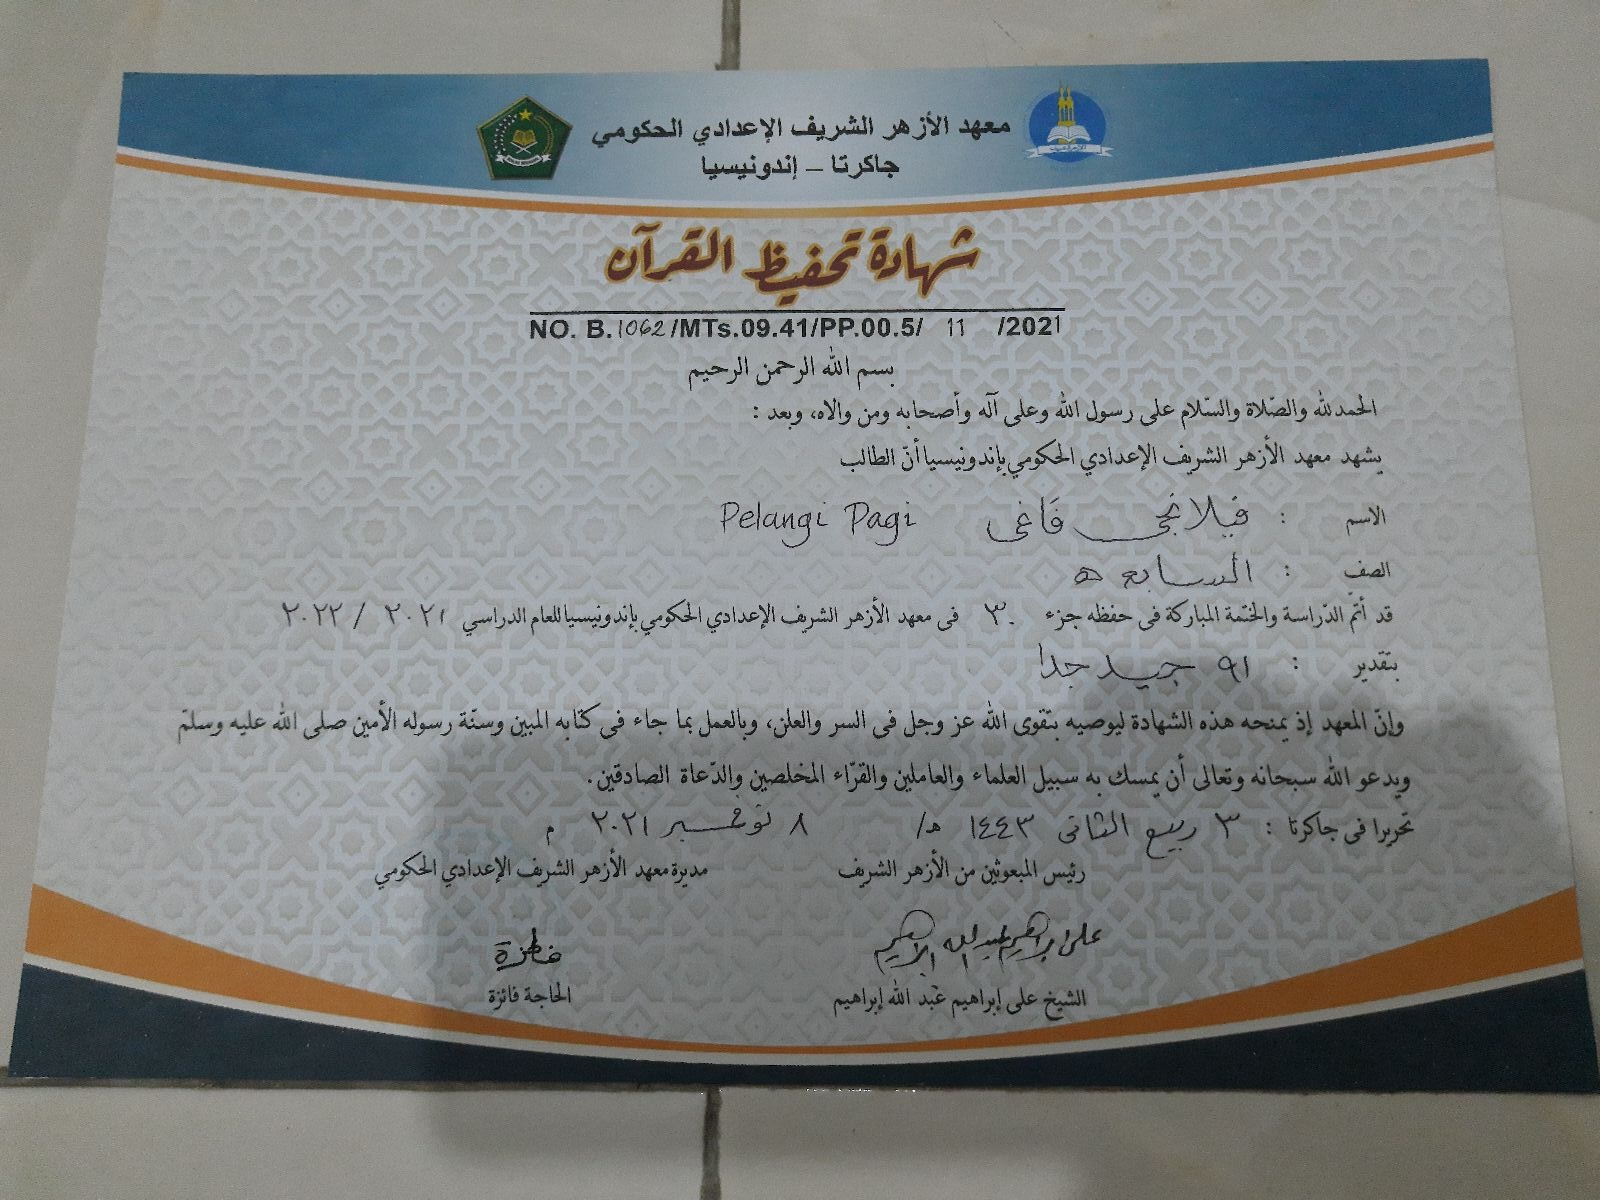 معهد الأزهر الشريف الإعدادي الحكومي
جاكرتا – إندونيسيا
شهادة تحفيظ القرآن
NO. B. 1062 /MTs.09.41/PP.00.5/ 11 /2021
بسم الله الرحمن الرحيم
الحمد لله والصّلاة والسّلام على رسول الله وعلى آله وأصحابه ومن والاه، وبعد :
يشهد معهد الأزهر الشريف الإعدادي الحكومي بإندونيسيا أنّ الطالب
الاسم : فيلانجى فاغى Pelangi Pagi
الصف : السابع ه
قد أتمّ الدّراسة والختمة المباركة فى حفظه جزء ٣٠ فى معهد الأزهر الشريف الإعدادي الحكومي بإندونيسيا للعام الدراسي ٢٠٢١ / ٢٠٢٢
بتقدير : ٩١ جيد جدا
وإنّ المعهد إذ يمنحه هذه الشهادة ليوصيه بتقوى الله عز وجل فى السر والعلن، وبالعمل بما جاء فى كتابه المبين وسنّة رسوله الأمين صلى الله عليه وسلّم
ويدعو الله سبحانه وتعالى أن يمسك به سبيل العلماء والعاملين والقرّاء المخلصين والدّعاة الصادقين.
تحريرا فى جاكرتا : ٣ ربيع الثانى ١٤٤٣ هـ/ ٨ نوفمبر ٢٠٢١ م
رئيس المبعوثين من الأزهر الشريف
مديرة معهد الأزهر الشريف الإعدادي الحكومي
على إبراهيم عبد الله إبراهيم
فائزة
الشيخ على إبراهيم عبد الله إبراهيم
الحاجة فائزة